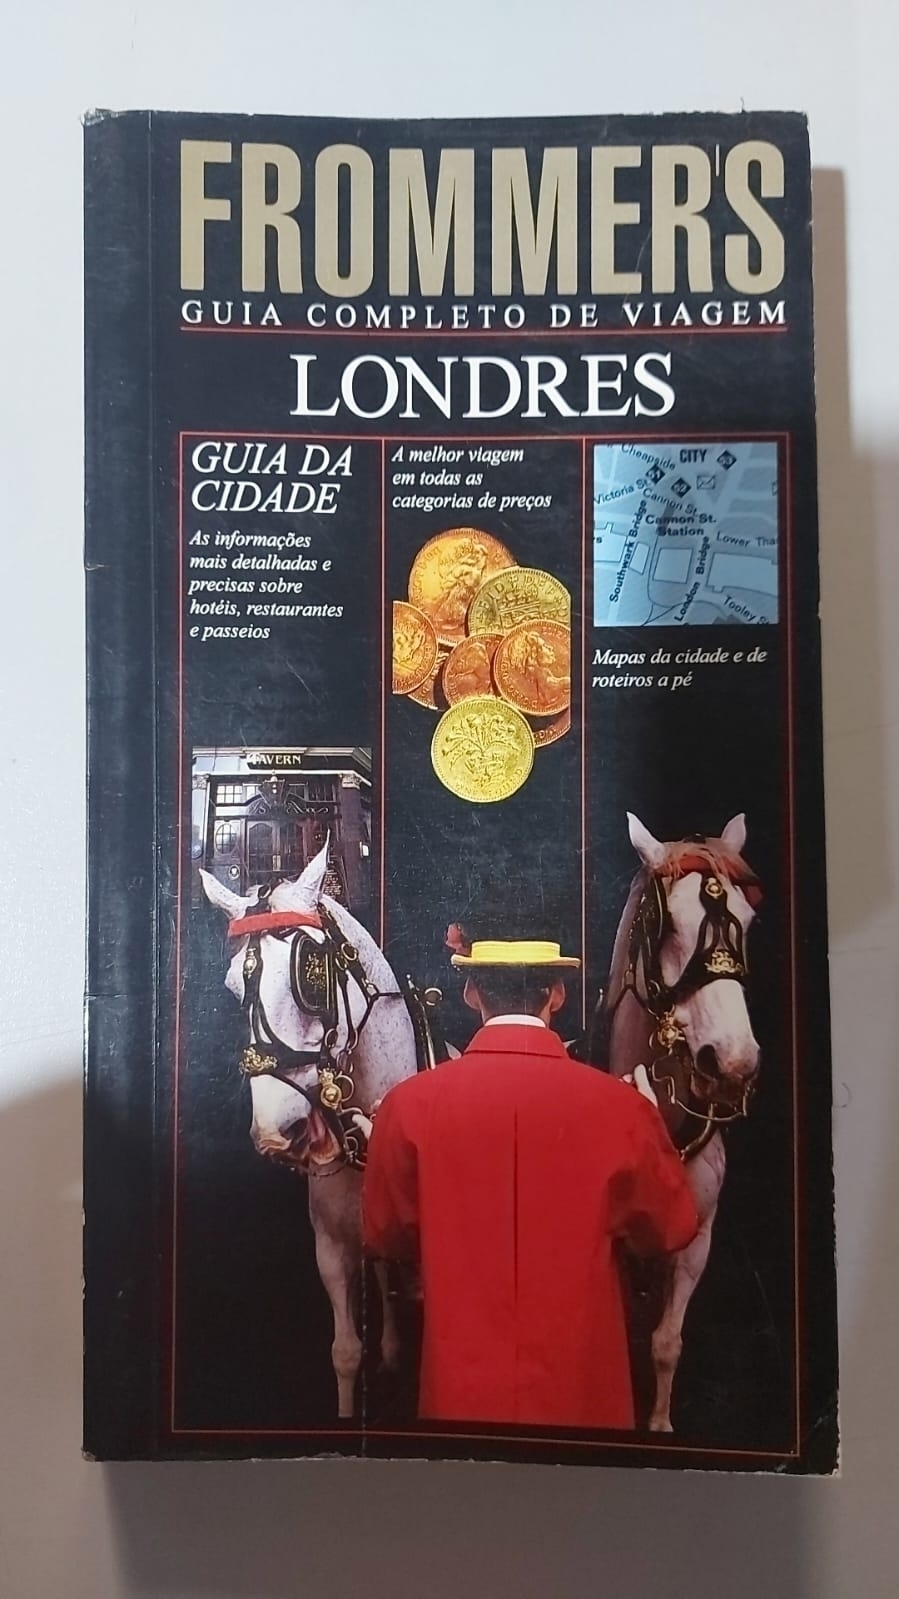 FROMMER'S
GUIA COMPLETO DE VIAGEM
LONDRES
GUIA DA
CIDADE
As informações
mais detalhadas e
precisas sobre
hotéis, restaurantes
e passeios
A melhor viagem
em todas as
categorias de preços
Cheapside
CITY
Victoria St.
Cannon St.
Cannon St.
Station
Southwark Bridge
London Bridge
Lower Tha
Tooley S
Mapas da cidade e de
roteiros a pé
TAVERN